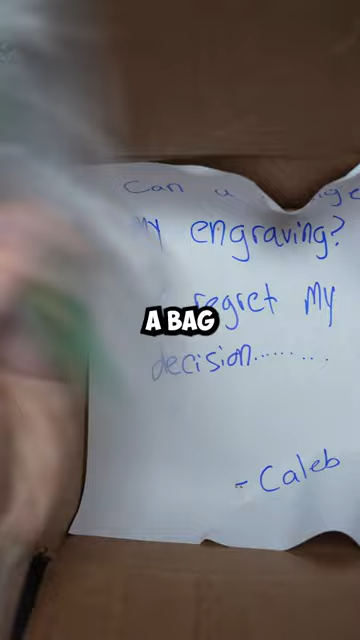 Can u
my engraving?
regret my
A BAG
decision.........
- Caleb